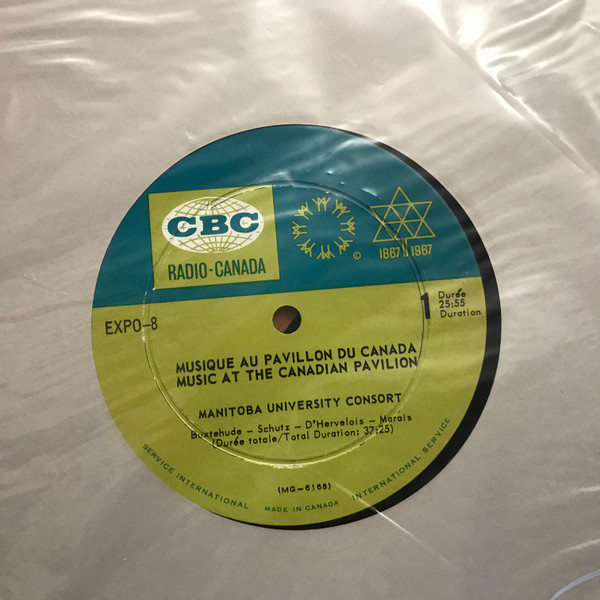 CBC
RADIO-CANADA
©
1867 1967
EXPO-8
1
Durée
25:55
Duration
MUSIQUE AU PAVILLON DU CANADA
MUSIC AT THE CANADIAN PAVILION
MANITOBA UNIVERSITY CONSORT
Buxtehude - Schutz - D'Hervelois - Marais
(Durée totale/Total Duration: 37:25)
(MG-6168)
SERVICE INTERNATIONAL
MADE IN CANADA
INTERNATIONAL SERVICE